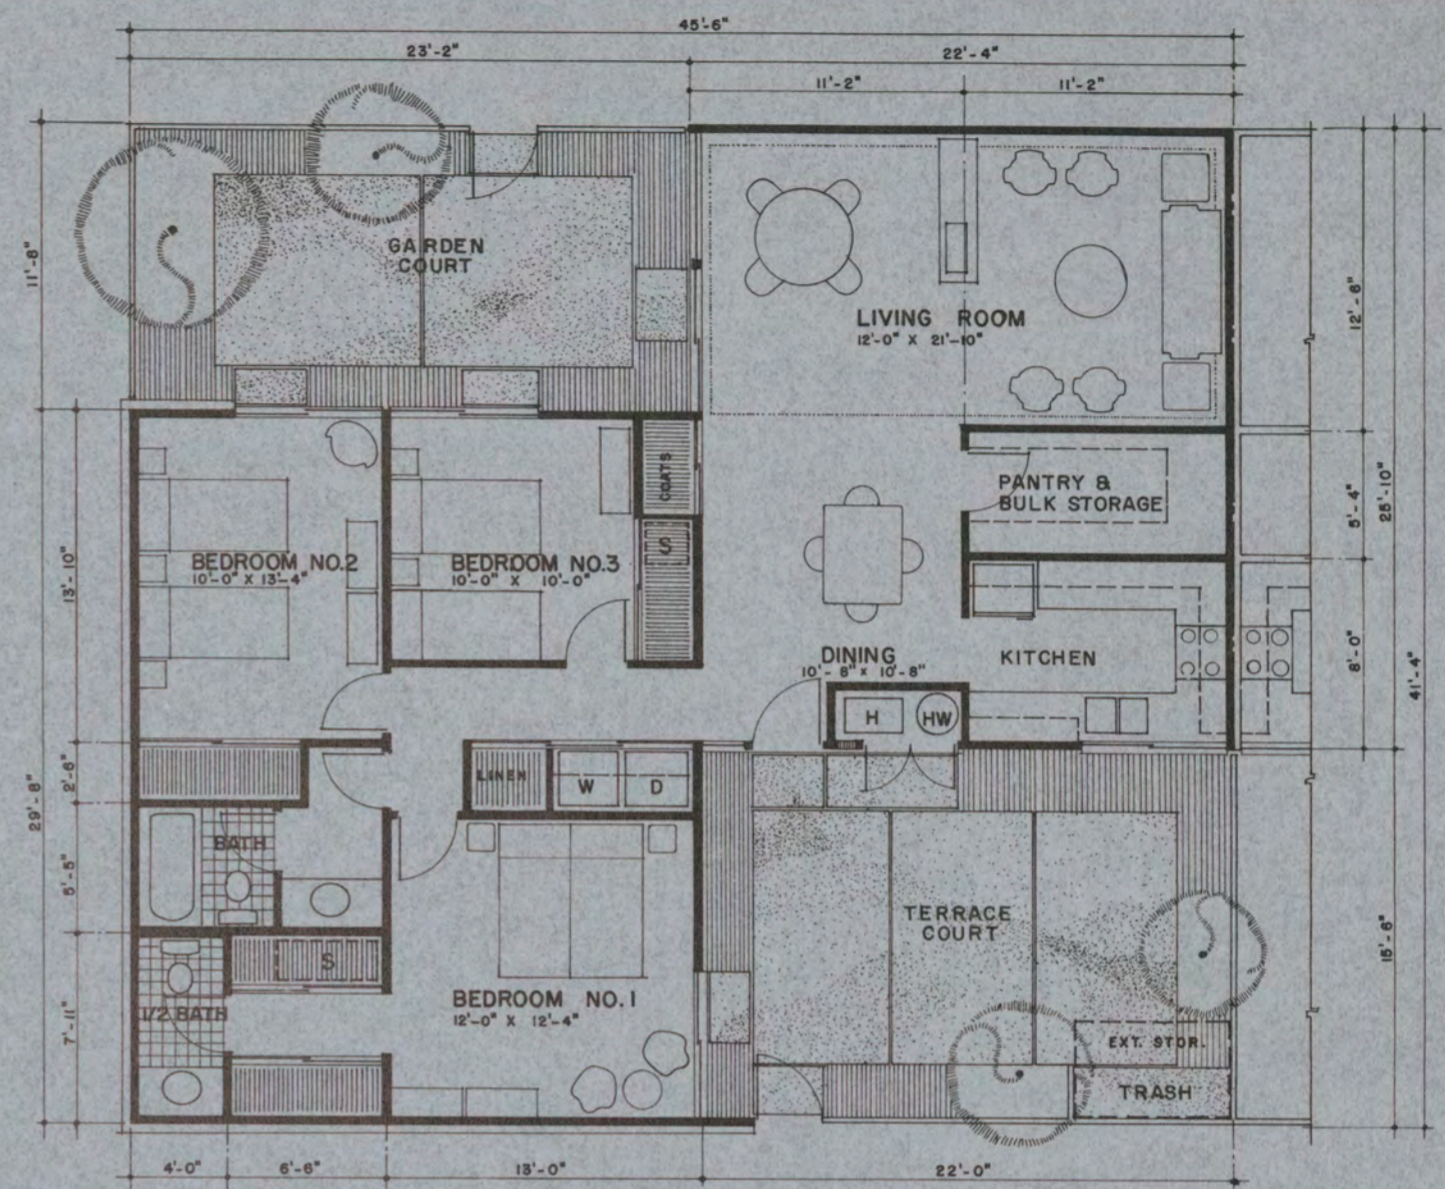 45'-6"
23'-2"
22'-4"
11'-2"
11'-2"
11'-8"
GARDEN
COURT
LIVING ROOM
12'-0" X 21'-10"
12'-6"
COATS
PANTRY &
BULK STORAGE
5'-4"
25'-10"
S
BEDROOM NO.2
10'-0" X 13'-4"
BEDROOM NO.3
10'-0" X 10'-0"
13'-10"
DINING
10'-8" X 10'-8"
KITCHEN
8'-0"
41'-4"
H
HW
LINEN
W
D
2'-6"
29'-8"
BATH
5'-5"
TERRACE
COURT
15'-6"
S
BEDROOM NO.1
12'-0" X 12'-4"
1/2 BATH
7'-11"
EXT. STOR.
TRASH
4'-0"
6'-6"
13'-0"
22'-0"